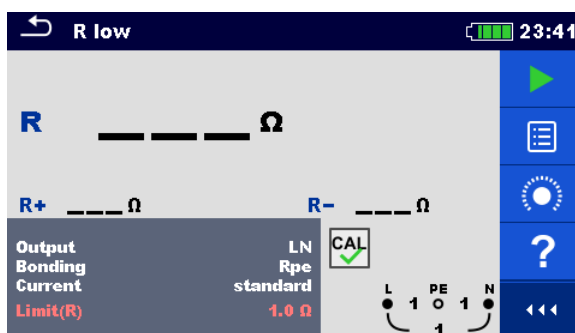 R low 23:41
R ___ Ω
R+ ___ Ω R- ___ Ω
Output LN
Bonding Rpe
Current standard
Limit(R) 1.0 Ω
CAL
?
L PE N
1 1
1